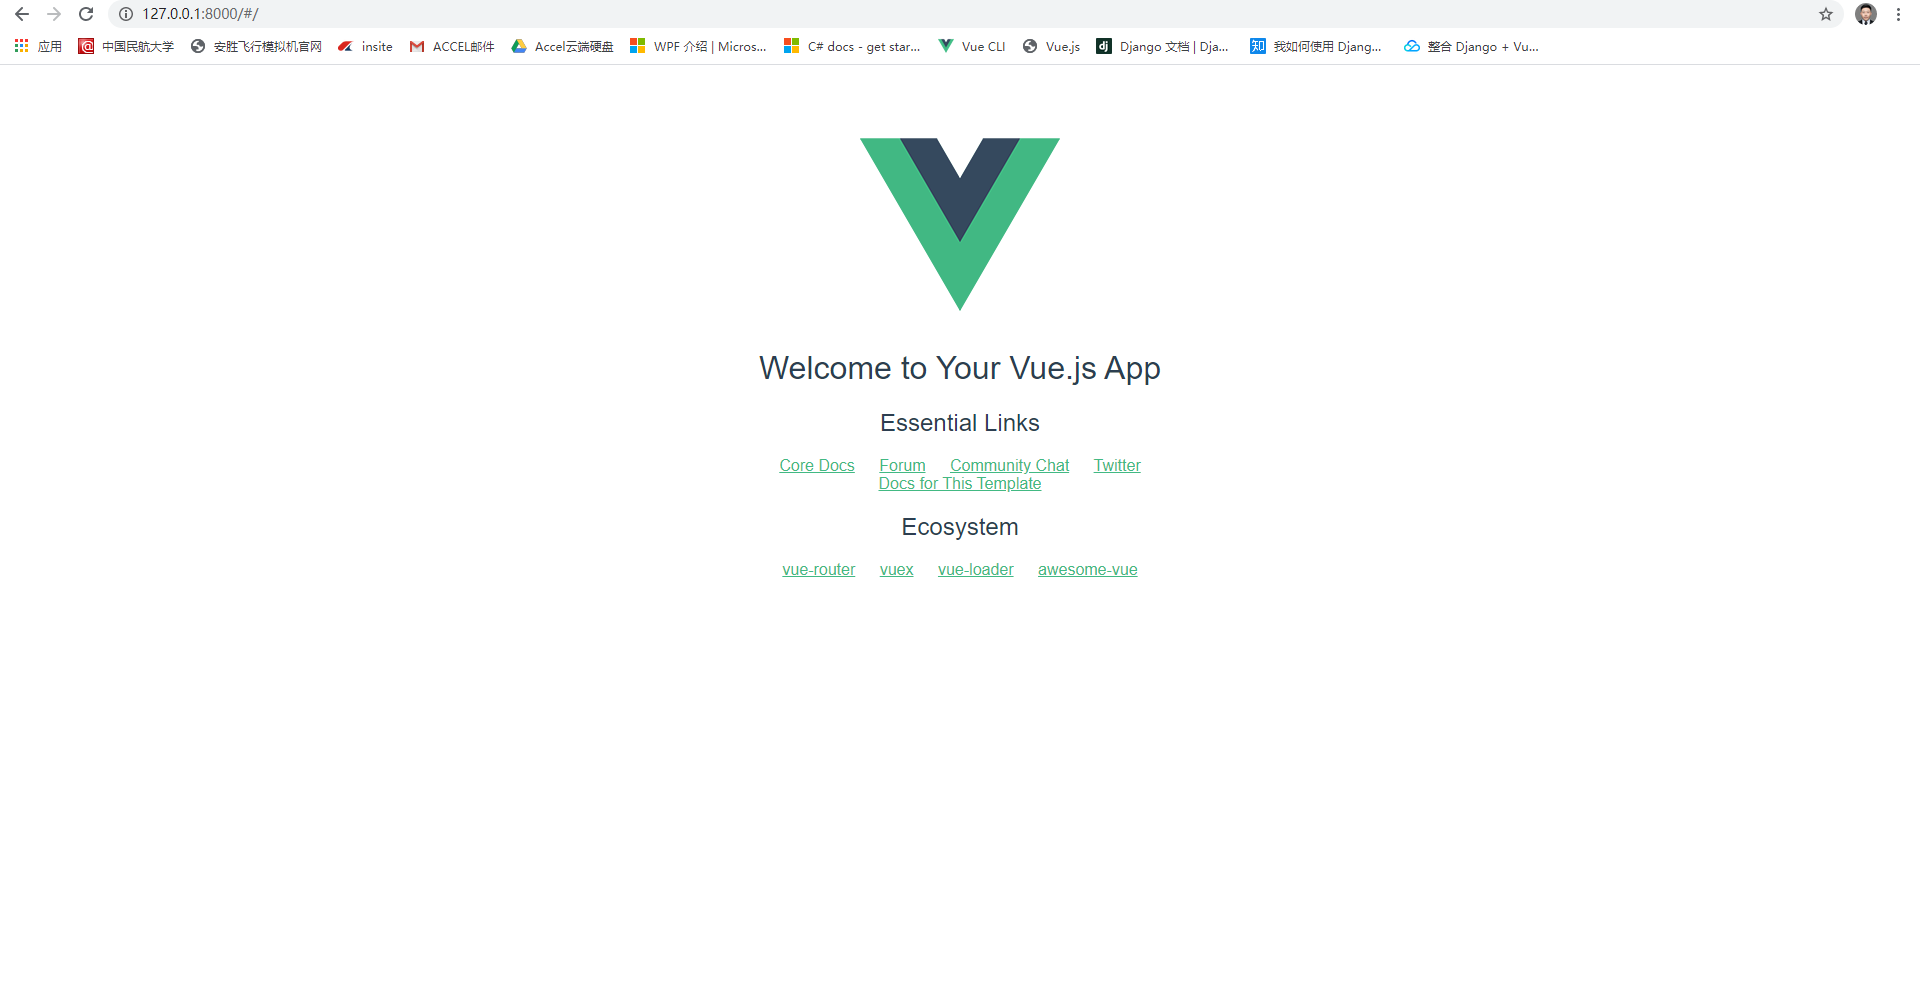 127.0.0.1:8000/#/
应用 中国民航大学 安胜飞行模拟机官网 insite ACCEL邮件 Accel云端硬盘 WPF 介绍 | Micros... C# docs - get star... Vue CLI Vue.js dj Django 文档 | Dja... 知 我如何使用 Djang... 整合 Django + Vu...
Welcome to Your Vue.js App
Essential Links
Core Docs Forum Community Chat Twitter
Docs for This Template
Ecosystem
vue-router vuex vue-loader awesome-vue